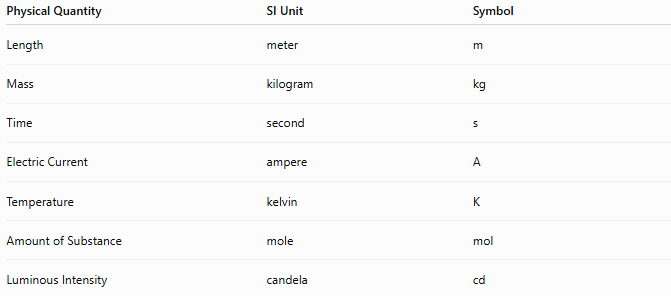 Physical Quantity SI Unit Symbol
Length meter m
Mass kilogram kg
Time second s
Electric Current ampere A
Temperature kelvin K
Amount of Substance mole mol
Luminous Intensity candela cd